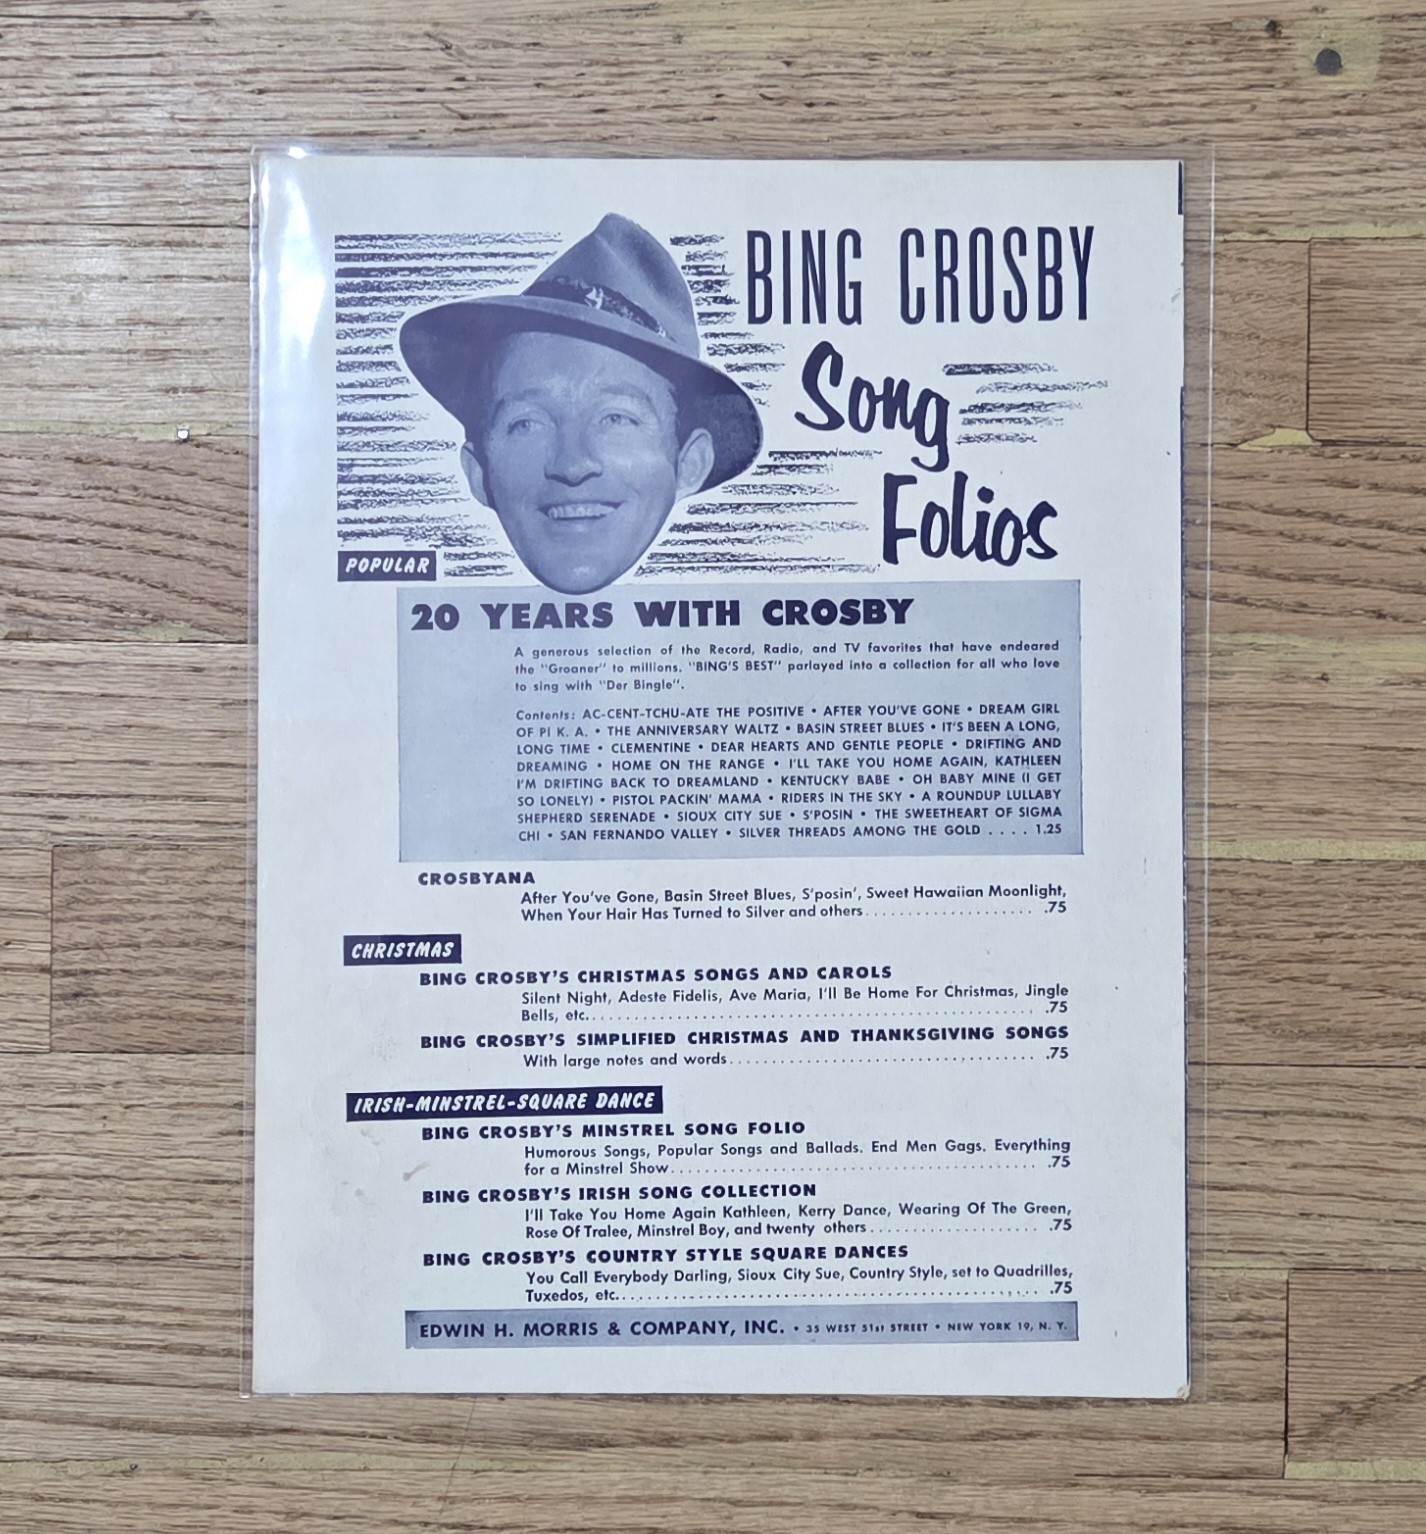 BING CROSBY
Song
Folios
POPULAR
20 YEARS WITH CROSBY
A generous selection of the Record, Radio, and TV favorites that have endeared
the "Groaner" to millions. "BING'S BEST" parlayed into a collection for all who love
to sing with "Der Bingle".
Contents: AC-CENT-TCHU-ATE THE POSITIVE • AFTER YOU'VE GONE • DREAM GIRL
OF PI K. A. • THE ANNIVERSARY WALTZ • BASIN STREET BLUES • IT'S BEEN A LONG,
LONG TIME • CLEMENTINE • DEAR HEARTS AND GENTLE PEOPLE • DRIFTING AND
DREAMING • HOME ON THE RANGE • I'LL TAKE YOU HOME AGAIN, KATHLEEN
I'M DRIFTING BACK TO DREAMLAND • KENTUCKY BABE • OH BABY MINE (I GET
SO LONELY) • PISTOL PACKIN' MAMA • RIDERS IN THE SKY • A ROUNDUP LULLABY
SHEPHERD SERENADE • SIOUX CITY SUE • S'POSIN • THE SWEETHEART OF SIGMA
CHI • SAN FERNANDO VALLEY • SILVER THREADS AMONG THE GOLD . . . . 1.25
CROSBYANA
After You've Gone, Basin Street Blues, S'posin', Sweet Hawaiian Moonlight,
When Your Hair Has Turned to Silver and others . . . . . . . . . . . . . . . . . . . .75
CHRISTMAS
BING CROSBY'S CHRISTMAS SONGS AND CAROLS
Silent Night, Adeste Fidelis, Ave Maria, I'll Be Home For Christmas, Jingle
Bells, etc. . . . . . . . . . . . . . . . . . . . . . . . . . . . . . . . . . . . . . . . .75
BING CROSBY'S SIMPLIFIED CHRISTMAS AND THANKSGIVING SONGS
With large notes and words . . . . . . . . . . . . . . . . . . . . . . . . . . . . . . .75
IRISH-MINSTREL-SQUARE DANCE
BING CROSBY'S MINSTREL SONG FOLIO
Humorous Songs, Popular Songs and Ballads. End Men Gags. Everything
for a Minstrel Show . . . . . . . . . . . . . . . . . . . . . . . . . . . . . . . . . . . .75
BING CROSBY'S IRISH SONG COLLECTION
I'll Take You Home Again Kathleen, Kerry Dance, Wearing Of The Green,
Rose Of Tralee, Minstrel Boy, and twenty others . . . . . . . . . . . . . . . . . . .75
BING CROSBY'S COUNTRY STYLE SQUARE DANCES
You Call Everybody Darling, Sioux City Sue, Country Style, set to Quadrilles,
Tuxedos, etc. . . . . . . . . . . . . . . . . . . . . . . . . . . . . . . . . . . . . . . . .75
EDWIN H. MORRIS & COMPANY, INC. • 35 WEST 51st STREET • NEW YORK 19, N. Y.